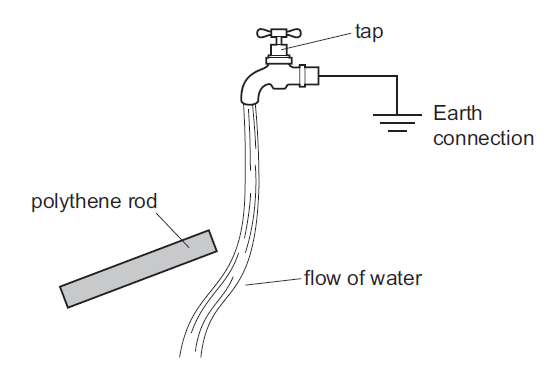 tap
Earth
connection
polythene rod
flow of water